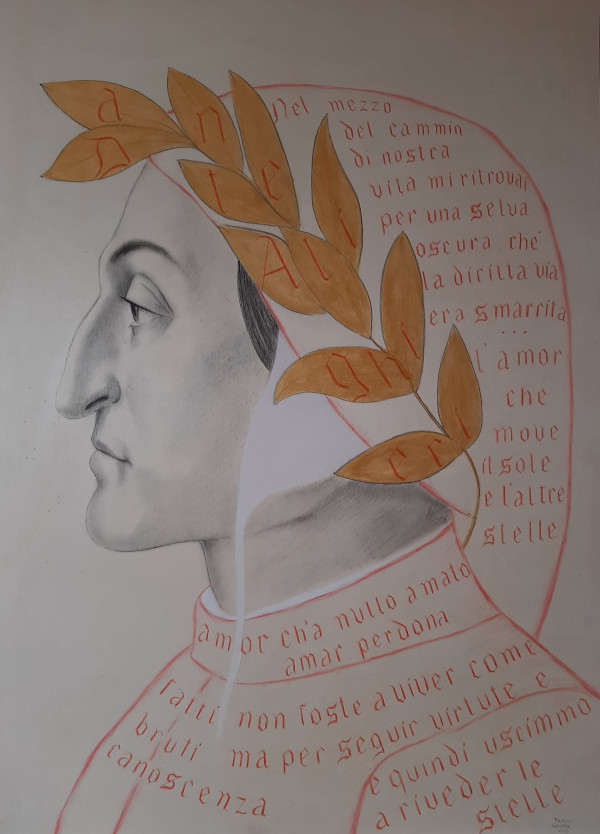 Dante
Alighieri
Nel mezzo
del cammin
di nostra
vita mi ritrovai
per una selva
oscura ché
la diritta via
era smarrita
...
l'amor
che
move
il sole
e l'altre
stelle
amor ch'a nullo amato
amar perdona
fatti non foste a viver come
bruti ma per seguir virtute e
canoscenza
e quindi uscimmo
a riveder le
stelle